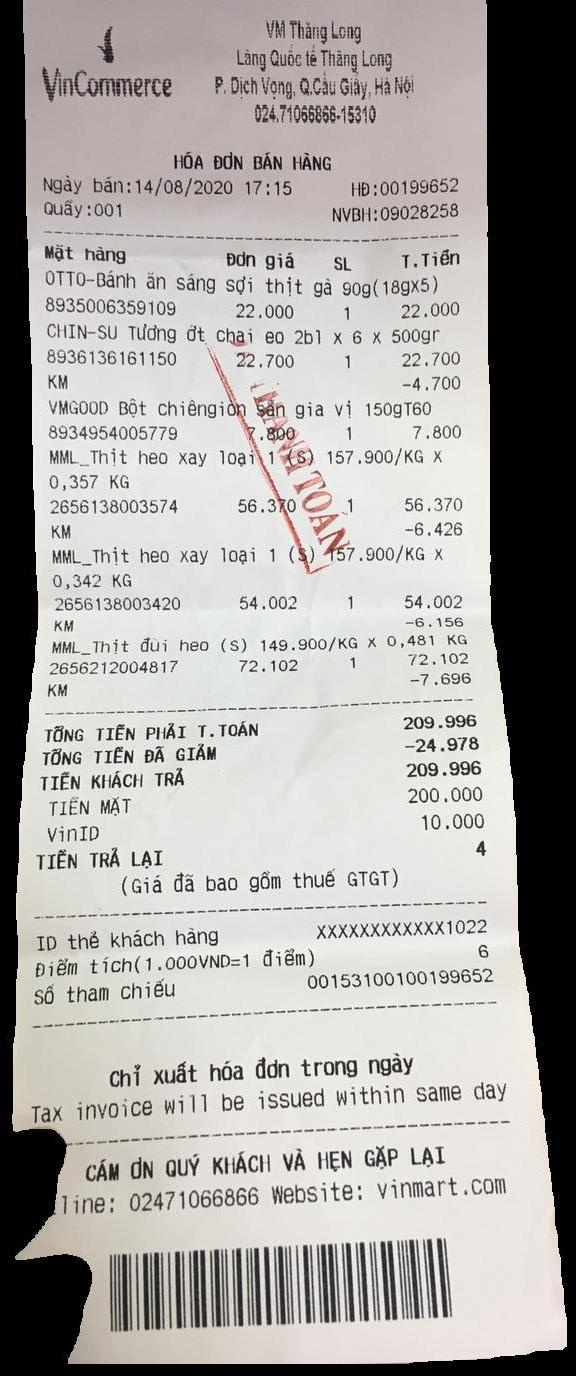 VinCommerce
VM Thăng Long
Làng Quốc tế Thăng Long
P. Dịch Vọng, Q.Cầu Giấy, Hà Nội
024.71066866-15310
HÓA ĐƠN BÁN HÀNG
Ngày bán:14/08/2020 17:15 HĐ:00199652
Quầy:001 NVBH:09028258
Mặt hàng Đơn giá SL T.Tiền
OTTO-Bánh ăn sáng sợi thịt gà 90g(18gX5)
8935006359109 22.000 1 22.000
CHIN-SU Tương ớt chai eo 2bl x 6 x 500gr
8936136161150 22.700 1 22.700
KM -4.700
VMGOOD Bột chiêngiòn sẵn gia vị 150gT60
8934954005779 7.800 1 7.800
MML_Thịt heo xay loại 1 (S) 157.900/KG X
0,357 KG
2656138003574 56.370 1 56.370
KM -6.426
MML_Thịt heo xay loại 1 (S) 157.900/KG X
0,342 KG
2656138003420 54.002 1 54.002
KM -6.156
MML_Thịt đùi heo (S) 149.900/KG X 0,481 KG
2656212004817 72.102 1 72.102
KM -7.696
THANH TOÁN
TỔNG TIỀN PHẢI T.TOÁN 209.996
TỔNG TIỀN ĐÃ GIẢM -24.978
TIỀN KHÁCH TRẢ 209.996
TIỀN MẶT 200.000
VinID 10.000
TIỀN TRẢ LẠI 4
(Giá đã bao gồm thuế GTGT)
ID thẻ khách hàng XXXXXXXXXXXX1022
Điểm tích(1.000VND=1 điểm) 6
Số tham chiếu 00153100100199652
Chỉ xuất hóa đơn trong ngày
Tax invoice will be issued within same day
CẢM ƠN QUÝ KHÁCH VÀ HẸN GẶP LẠI
line: 02471066866 Website: vinmart.com